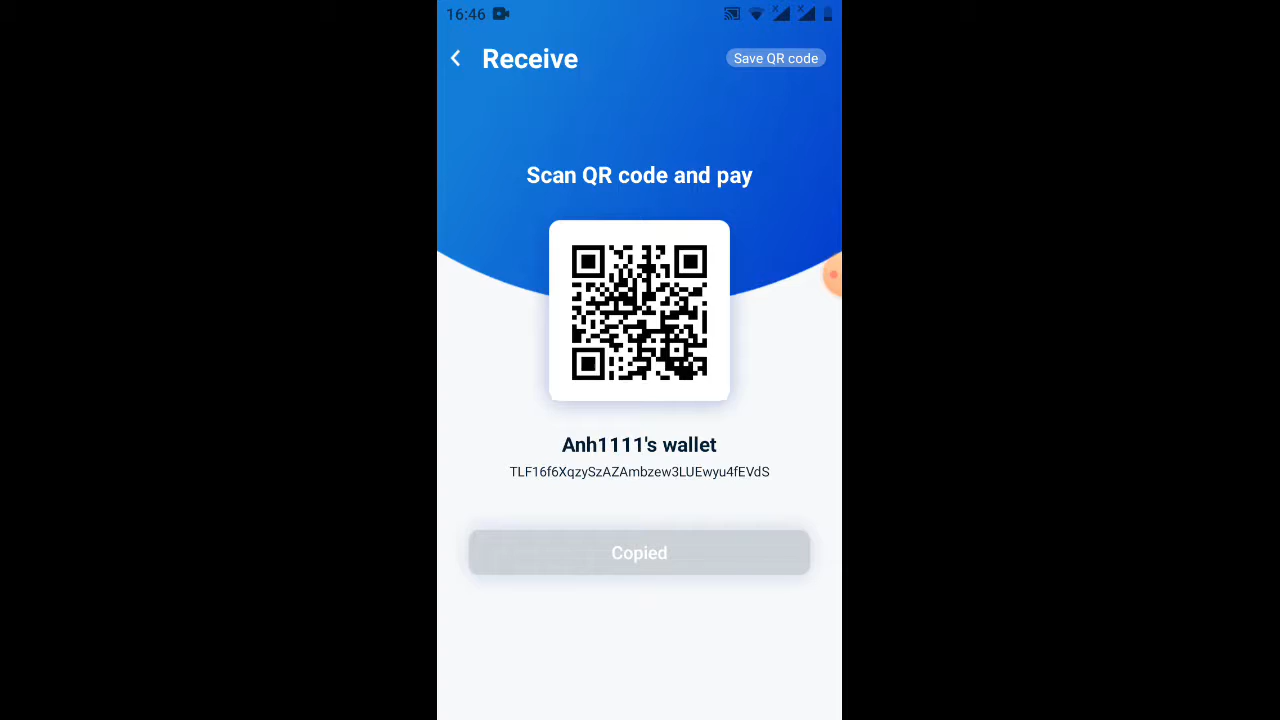 16:46
Receive
Save QR code
Scan QR code and pay
Anh1111's wallet
TLF16f6XqzySzAZAmbzew3LUEwyu4fEVdS
Copied